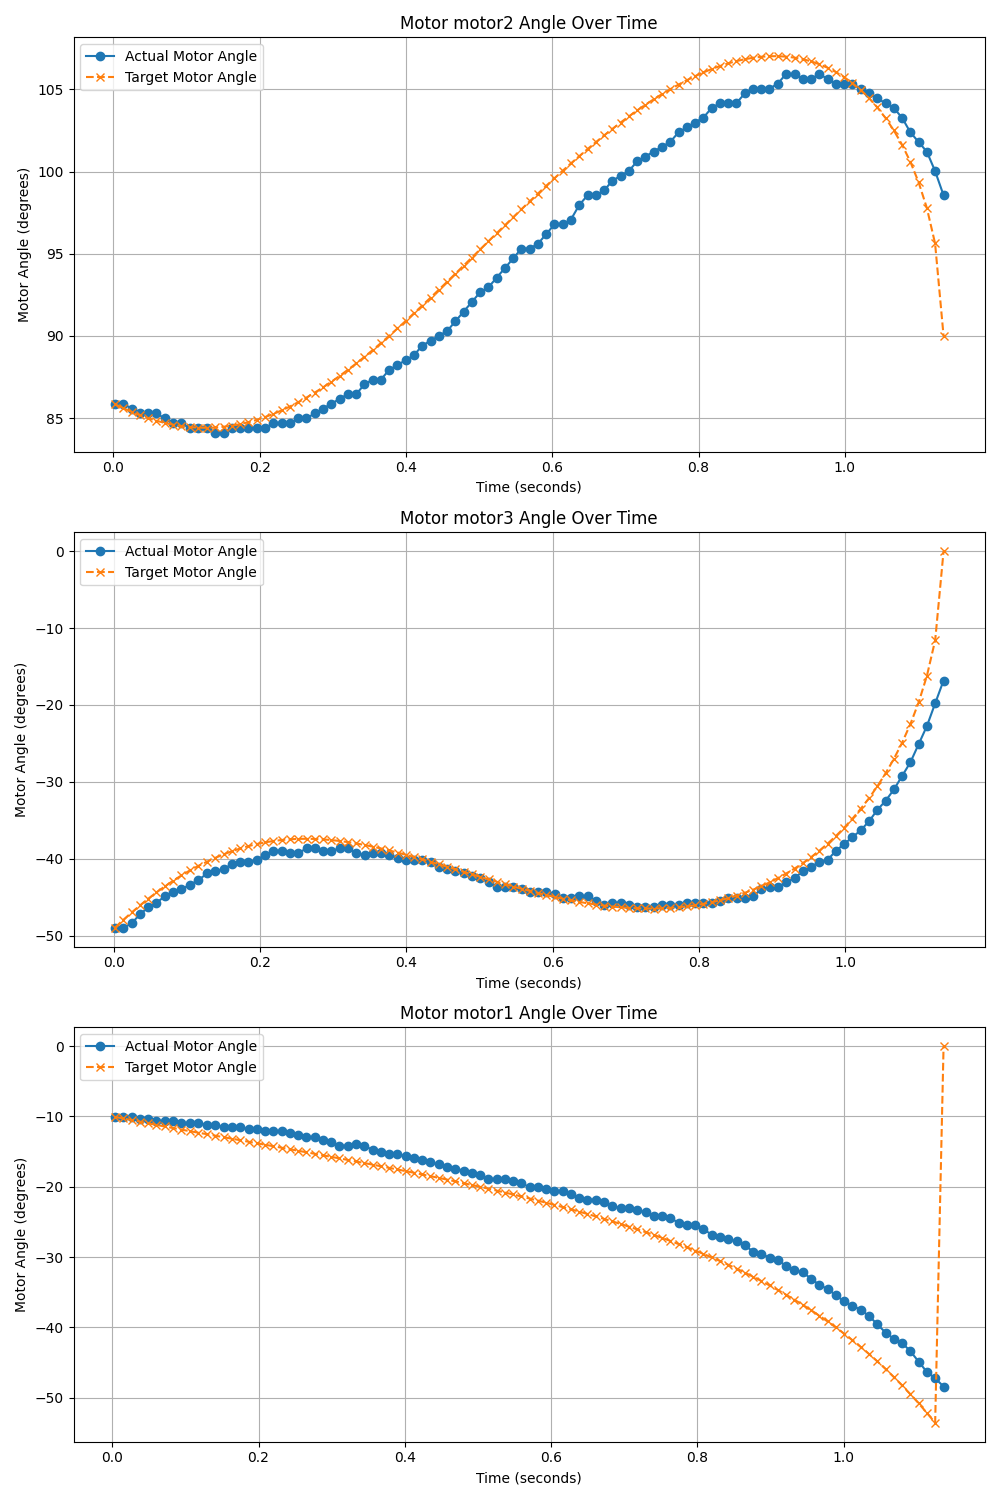 Motor motor2 Angle Over Time
Actual Motor Angle
Target Motor Angle
Motor Angle (degrees)
105
100
95
90
85
0.0 0.2 0.4 0.6 0.8 1.0
Time (seconds)
Motor motor3 Angle Over Time
Actual Motor Angle
Target Motor Angle
Motor Angle (degrees)
0
−10
−20
−30
−40
−50
0.0 0.2 0.4 0.6 0.8 1.0
Time (seconds)
Motor motor1 Angle Over Time
Actual Motor Angle
Target Motor Angle
Motor Angle (degrees)
0
−10
−20
−30
−40
−50
0.0 0.2 0.4 0.6 0.8 1.0
Time (seconds)